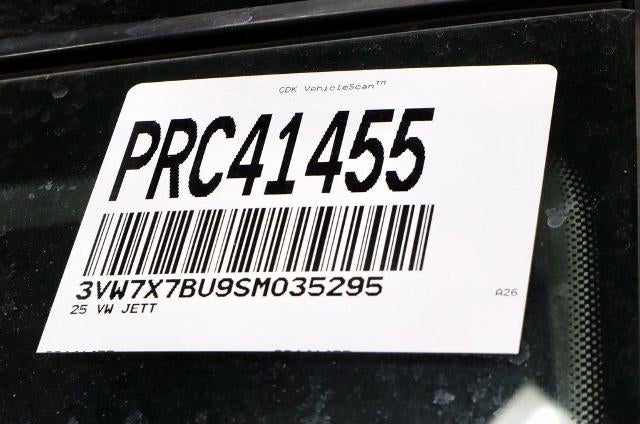 CDK VehicleScan™
PRC41455
3VW7X7BU9SM035295
25 VW JETT
A26